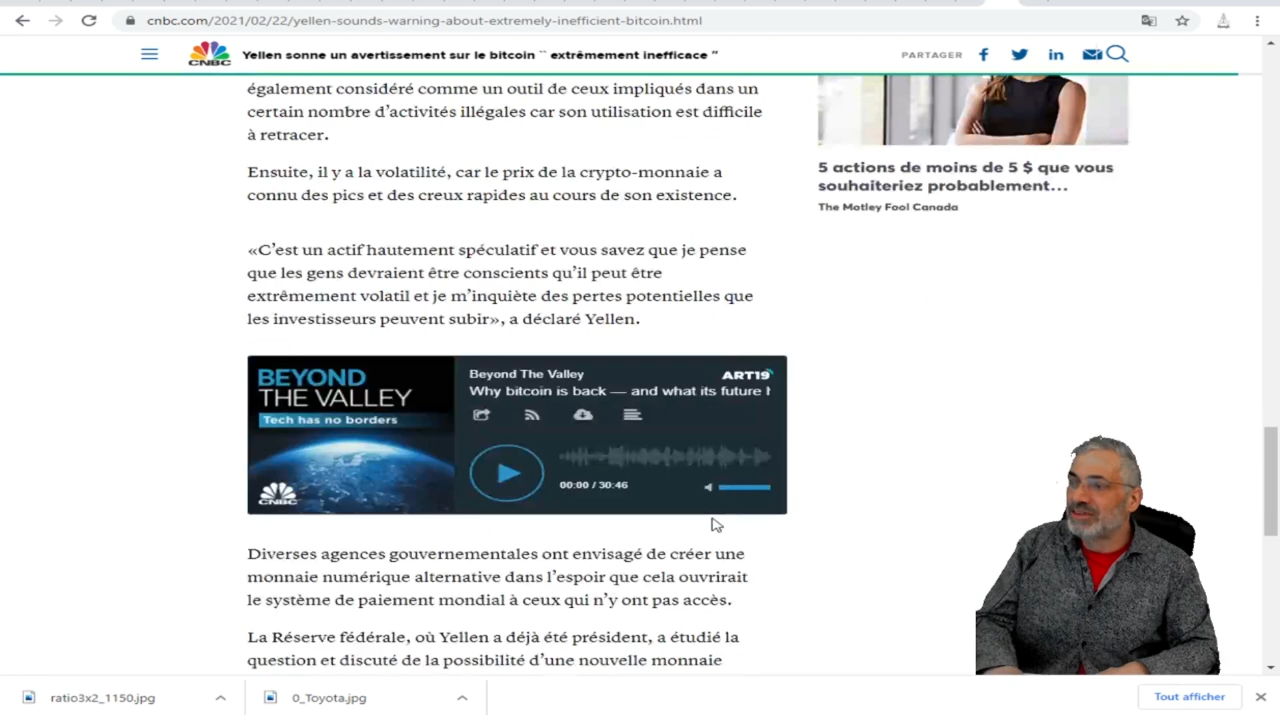 cnbc.com/2021/02/22/yellen-sounds-warning-about-extremely-inefficient-bitcoin.html
CNBC
Yellen sonne un avertissement sur le bitcoin `` extrêmement inefficace ''
PARTAGER
également considéré comme un outil de ceux impliqués dans un
certain nombre d'activités illégales car son utilisation est difficile
à retracer.
Ensuite, il y a la volatilité, car le prix de la crypto-monnaie a
connu des pics et des creux rapides au cours de son existence.
«C'est un actif hautement spéculatif et vous savez que je pense
que les gens devraient être conscients qu'il peut être
extrêmement volatil et je m'inquiète des pertes potentielles que
les investisseurs peuvent subir», a déclaré Yellen.
5 actions de moins de 5 $ que vous
souhaiteriez probablement...
The Motley Fool Canada
BEYOND
THE VALLEY
Tech has no borders
CNBC
Beyond The Valley
ART19
Why bitcoin is back — and what its future
00:00 / 30:46
Diverses agences gouvernementales ont envisagé de créer une
monnaie numérique alternative dans l'espoir que cela ouvrirait
le système de paiement mondial à ceux qui n'y ont pas accès.
La Réserve fédérale, où Yellen a déjà été président, a étudié la
question et discuté de la possibilité d'une nouvelle monnaie
ratio3x2_1150.jpg
0_Toyota.jpg
Tout afficher